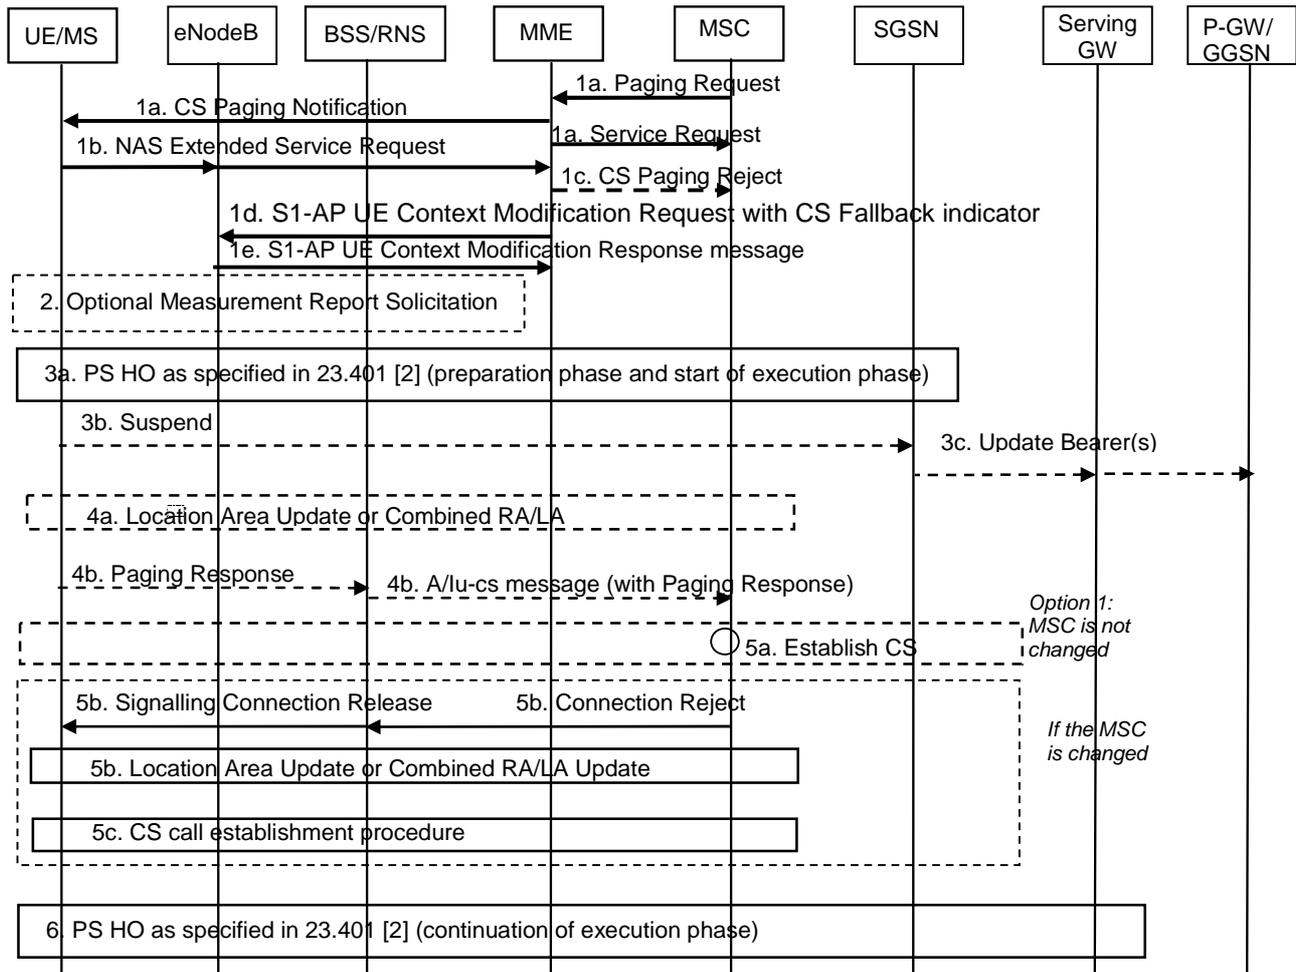 UE/MS
eNodeB
BSS/RNS
MME
MSC
SGSN
Serving
GW
P-GW/
GGSN
1a. Paging Request
1a. CS Paging Notification
1a. Service Request
1b. NAS Extended Service Request
1c. CS Paging Reject
1d. S1-AP UE Context Modification Request with CS Fallback indicator
1e. S1-AP UE Context Modification Response message
2. Optional Measurement Report Solicitation
3a. PS HO as specified in 23.401 [2] (preparation phase and start of execution phase)
3b. Suspend
3c. Update Bearer(s)
4a. Location Area Update or Combined RA/LA
4b. Paging Response
4b. A/Iu-cs message (with Paging Response)
Option 1:
MSC is not
changed
5a. Establish CS
5b. Signalling Connection Release
5b. Connection Reject
If the MSC
is changed
5b. Location Area Update or Combined RA/LA Update
5c. CS call establishment procedure
6. PS HO as specified in 23.401 [2] (continuation of execution phase)